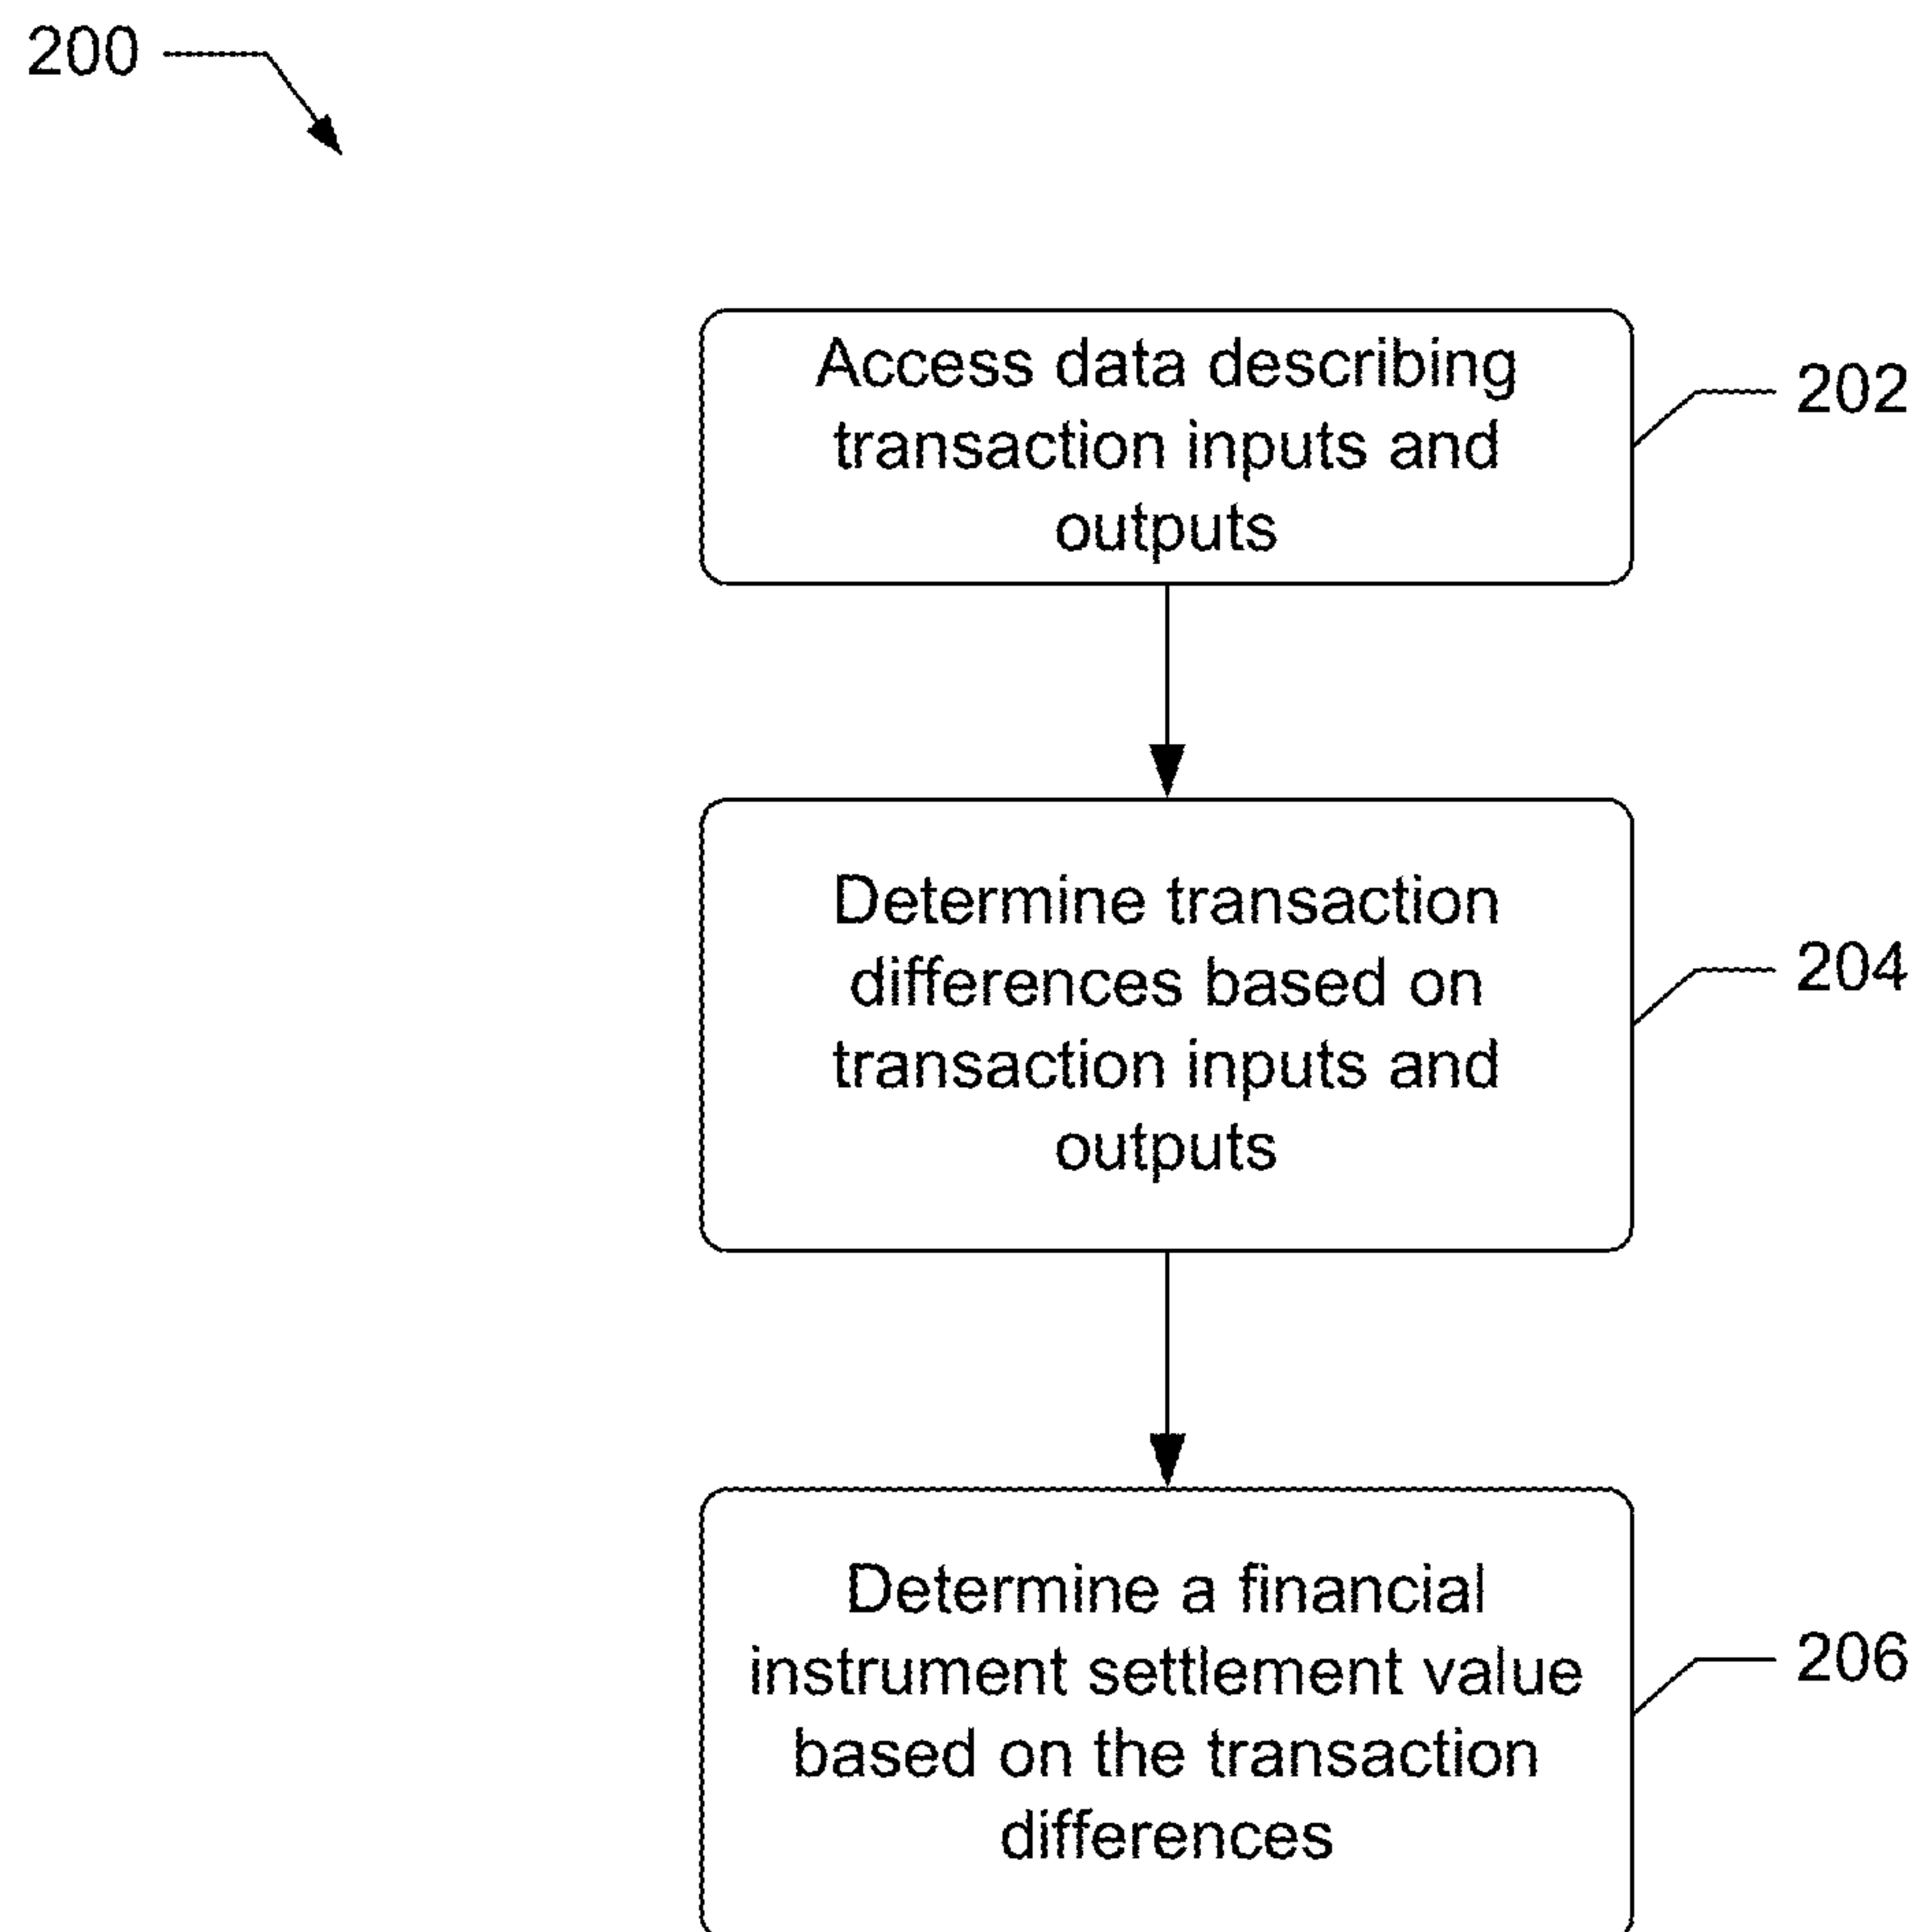 200
Access data describing
transaction inputs and
outputs
202
Determine transaction
differences based on
transaction inputs and
outputs
204
Determine a financial
instrument settlement value
based on the transaction
differences
206